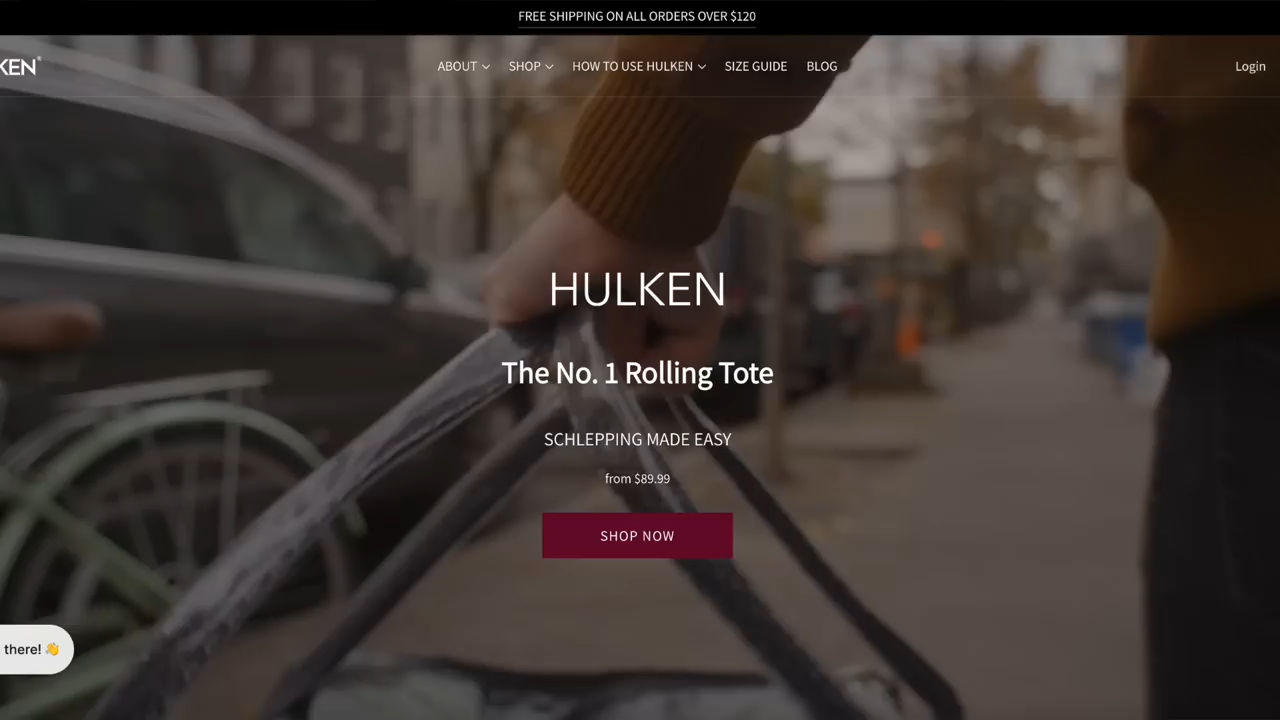 FREE SHIPPING ON ALL ORDERS OVER $120
KEN®
ABOUT
SHOP
HOW TO USE HULKEN
SIZE GUIDE
BLOG
Login
HULKEN
The No. 1 Rolling Tote
SCHLEPPING MADE EASY
from $89.99
SHOP NOW
there! 👋